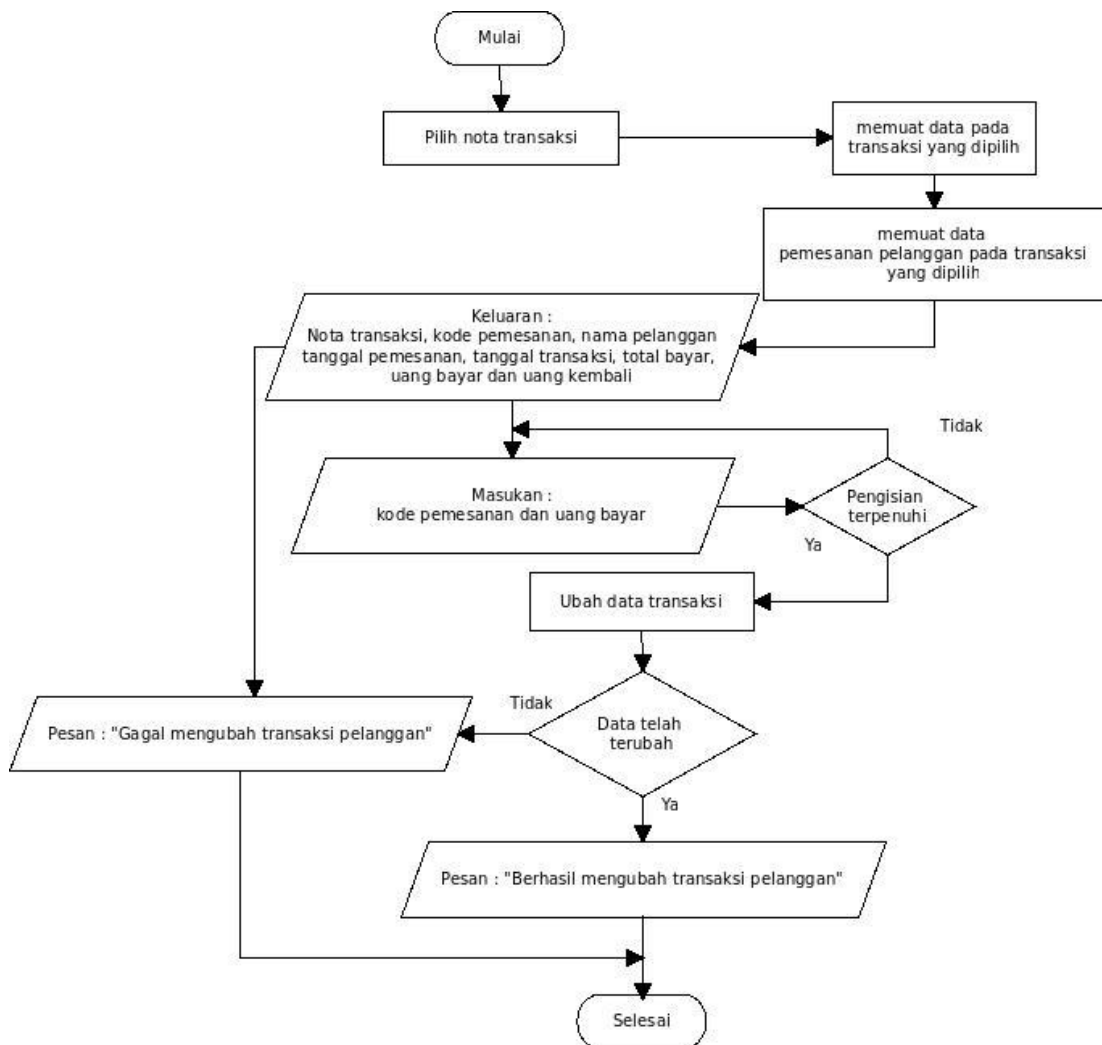 Mulai
Pilih nota transaksi
memuat data pada
transaksi yang dipilih
memuat data
pemesanan pelanggan pada transaksi
yang dipilih
Keluaran :
Nota transaksi, kode pemesanan, nama pelanggan
tanggal pemesanan, tanggal transaksi, total bayar,
uang bayar dan uang kembali
Tidak
Masukan :
kode pemesanan dan uang bayar
Pengisian
terpenuhi
Ya
Ubah data transaksi
Tidak
Data telah
terubah
Pesan : "Gagal mengubah transaksi pelanggan"
Ya
Pesan : "Berhasil mengubah transaksi pelanggan"
Selesai